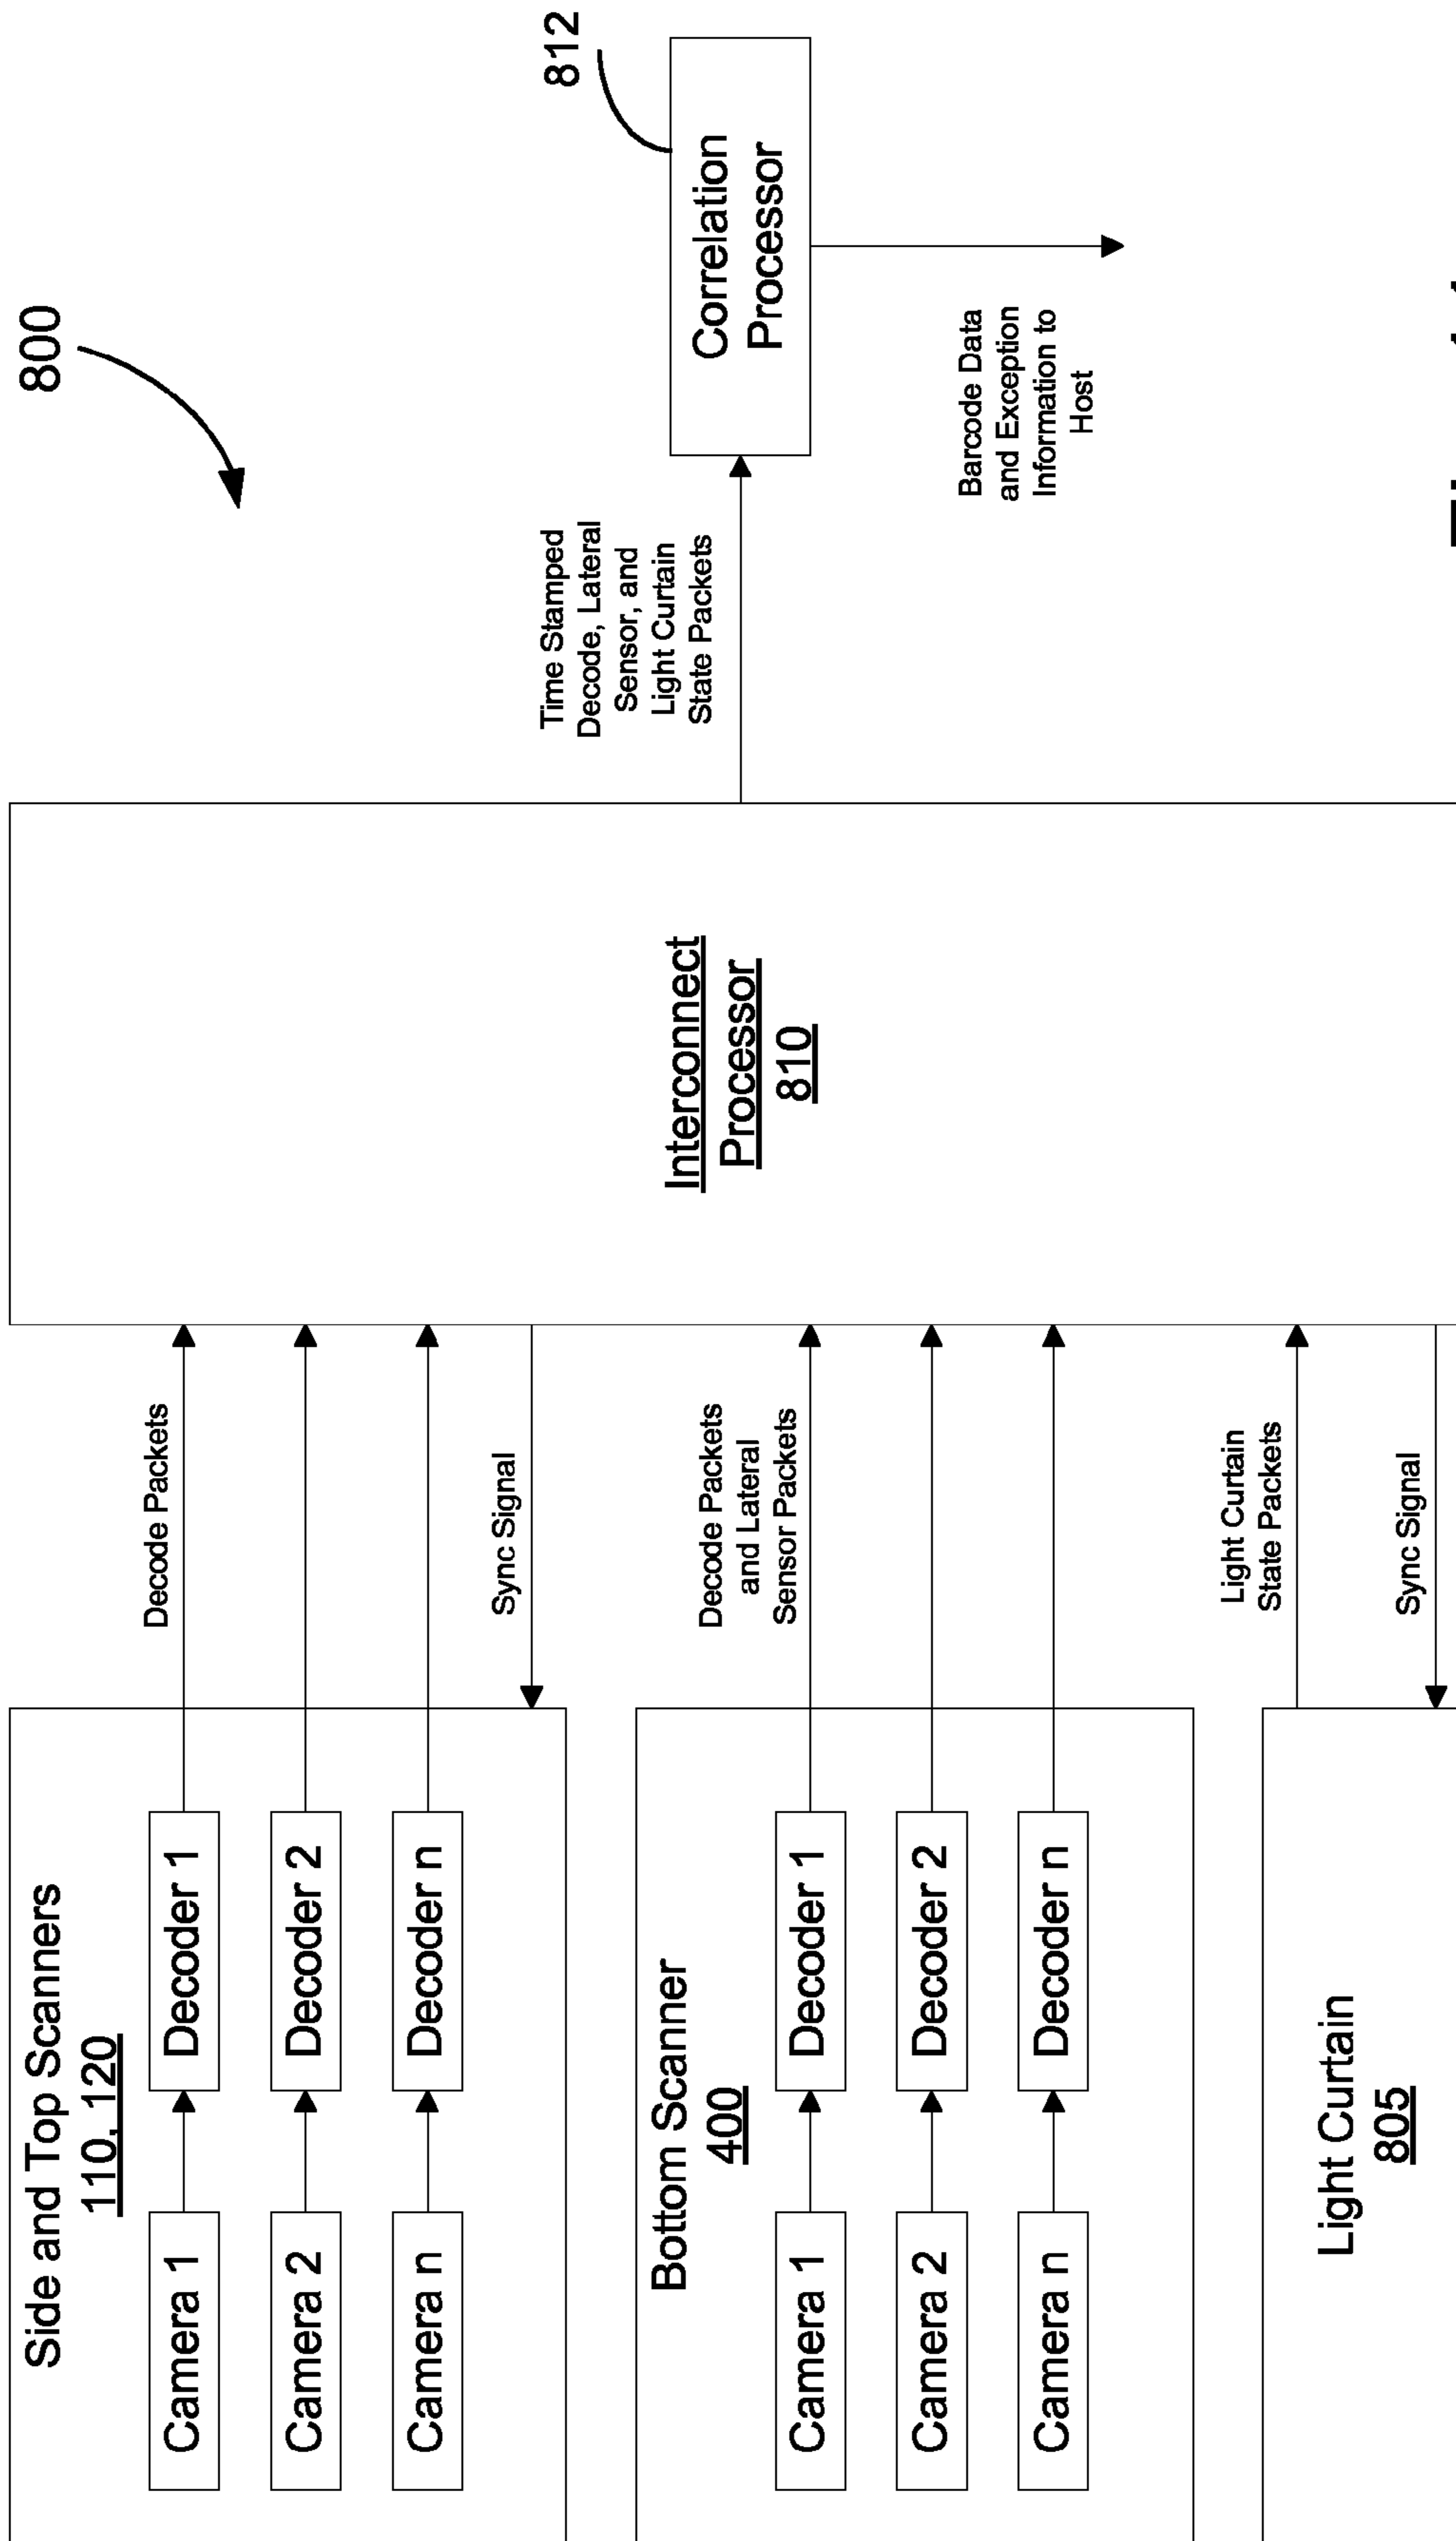 800
Side and Top Scanners
110, 120
Camera 1
Decoder 1
Camera 2
Decoder 2
Camera n
Decoder n
Decode Packets
Sync Signal
Bottom Scanner
400
Camera 1
Decoder 1
Camera 2
Decoder 2
Camera n
Decoder n
Decode Packets
and Lateral
Sensor Packets
Light Curtain
805
Light Curtain
State Packets
Sync Signal
Interconnect
Processor
810
Time Stamped
Decode, Lateral
Sensor, and
Light Curtain
State Packets
812
Correlation
Processor
Barcode Data
and Exception
Information to
Host